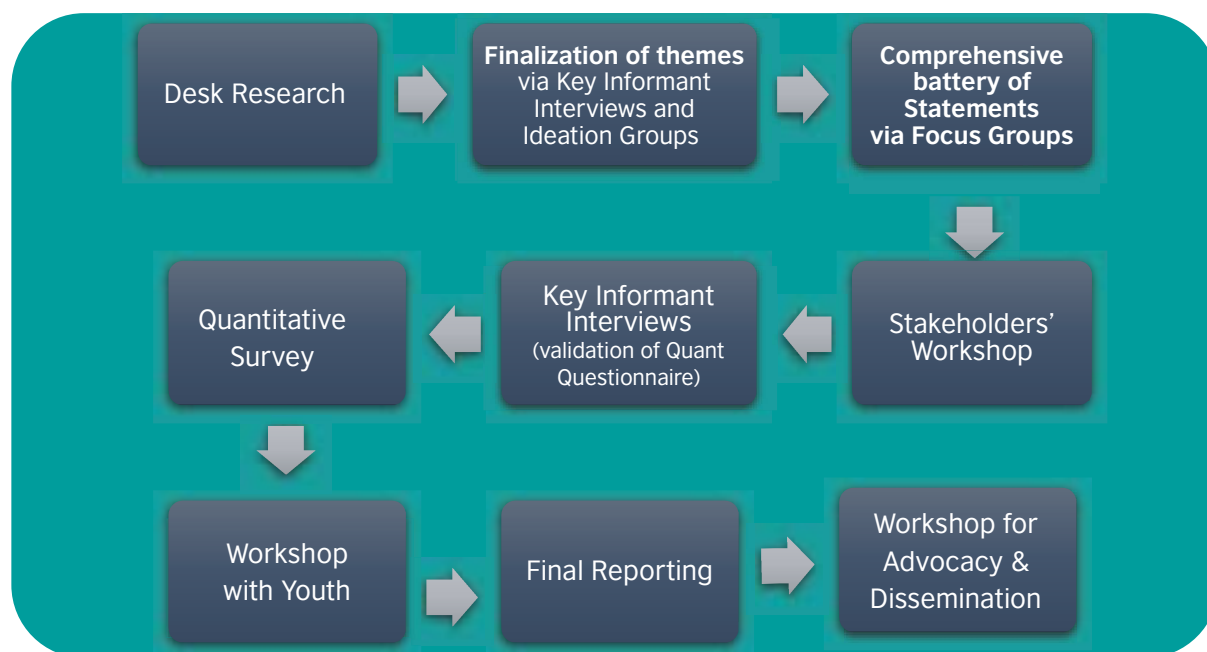 Desk Research
Finalization of themes
via Key Informant
Interviews and
Ideation Groups
Comprehensive
battery of
Statements
via Focus Groups
Stakeholders’
Workshop
Key Informant
Interviews
(validation of Quant
Questionnaire)
Quantitative
Survey
Workshop
with Youth
Final Reporting
Workshop for
Advocacy &
Dissemination